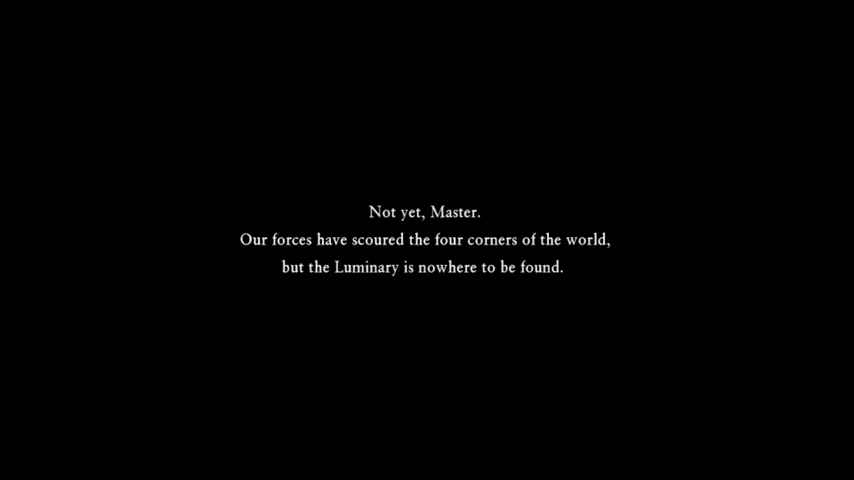 Not yet, Master.
Our forces have scoured the four corners of the world,
but the Luminary is nowhere to be found.